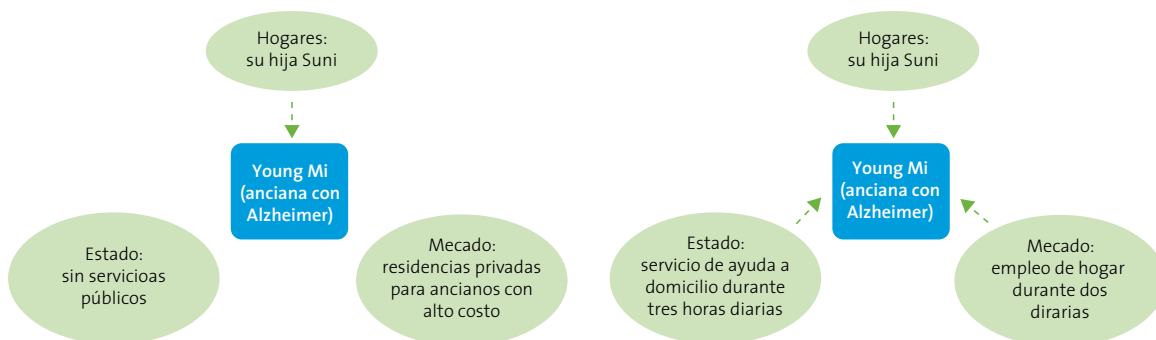 Hogares:
su hija Suni
Young Mi
(anciana con
Alzheimer)
Estado:
sin servicioas
públicos
Mecado:
residencias privadas
para ancianos con
alto costo
Hogares:
su hija Suni
Young Mi
(anciana con
Alzheimer)
Estado:
servicio de ayuda a
domicilio durante
tres horas diarias
Mecado:
empleo de hogar
durante dos
dirarias